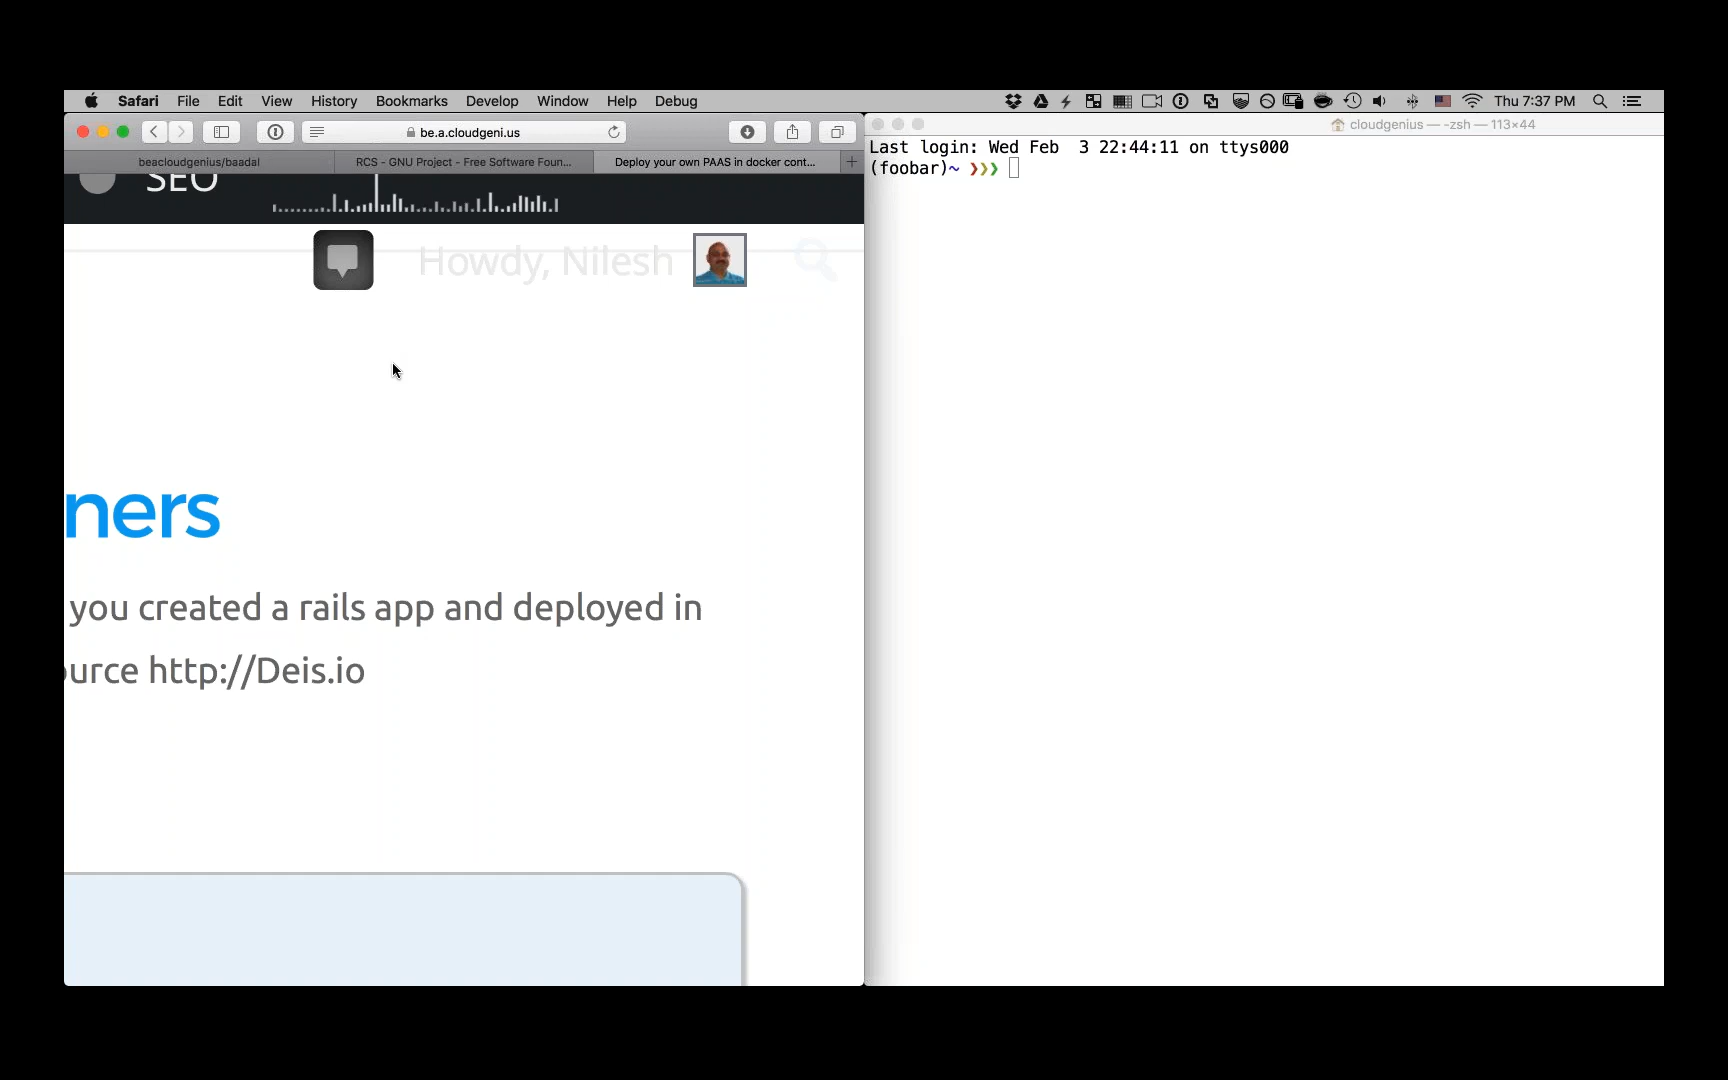 Safari File Edit View History Bookmarks Develop Window Help Debug
Thu 7:37 PM
be.a.cloudgeni.us
cloudgenius — -zsh — 113×44
beacloudgenius/baadal
RCS - GNU Project - Free Software Foun...
Deploy your own PAAS in docker cont...
Last login: Wed Feb 3 22:44:11 on ttys000
(foobar)~ ❯❯❯
SEO
Howdy, Nilesh
ners
you created a rails app and deployed in
urce http://Deis.io